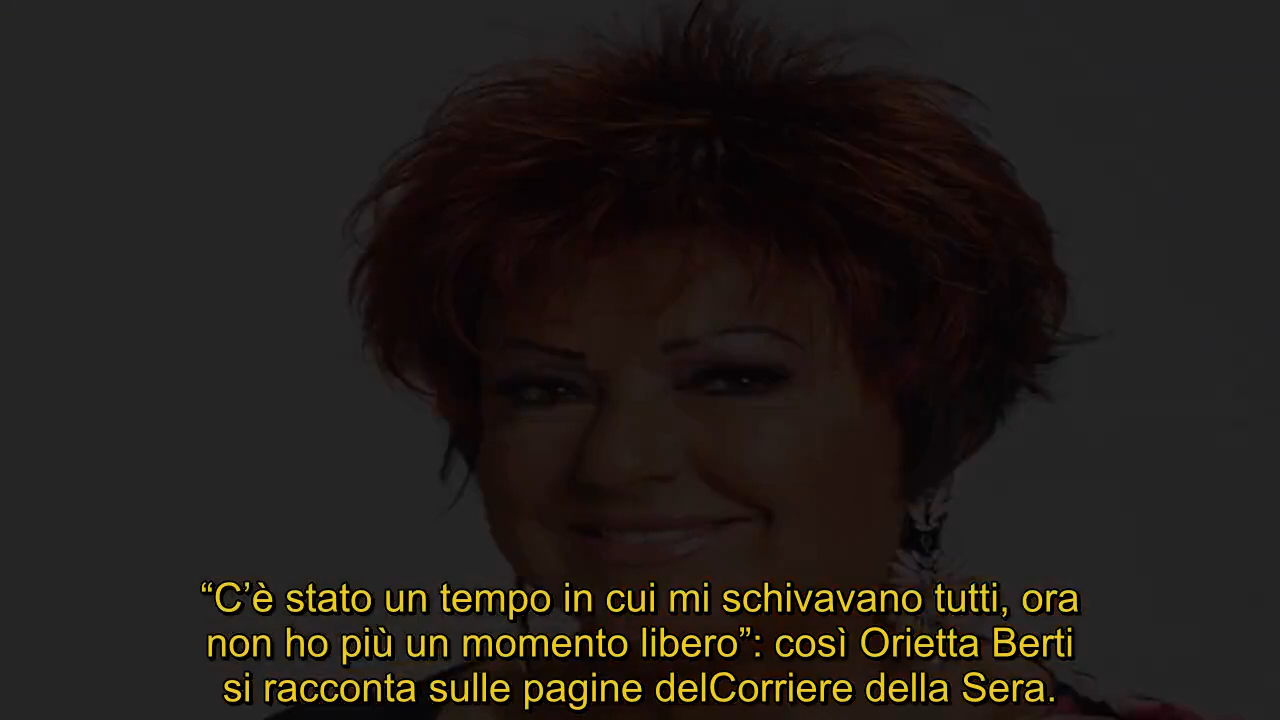 “C’è stato un tempo in cui mi schivavano tutti, ora
non ho più un momento libero”: così Orietta Berti
si racconta sulle pagine delCorriere della Sera.